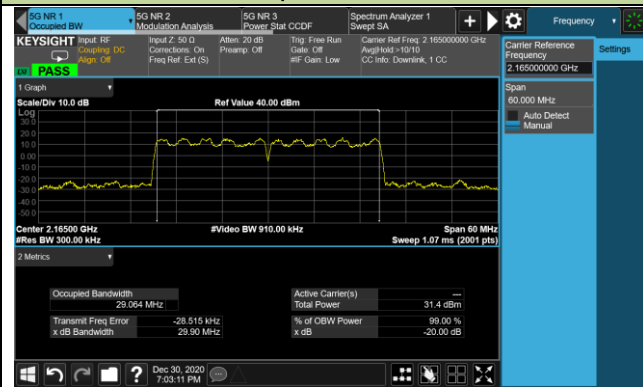 5G NR 1
Occupied BW
5G NR 2
Modulation Analysis
5G NR 3
Power Stat CCDF
Spectrum Analyzer 1
Swept SA
Frequency
KEYSIGHT
Input: RF
Coupling: DC
Align: Off
Input Z: 50 Ω
Corrections: On
Freq Ref: Ext (S)
Atten: 20 dB
Preamp: Off
Trig: Free Run
Gate: Off
#IF Gain: Low
Carrier Ref Freq: 2.165000000 GHz
Avg|Hold:>10/10
CC Info: Downlink, 1 CC
PASS
Carrier Reference
Frequency
2.165000000 GHz
Settings
Span
60.000 MHz
Auto Detect
Manual
1 Graph
Scale/Div 10.0 dB
Ref Value 40.00 dBm
Log
30.0
20.0
10.0
0.00
-10.0
-20.0
-30.0
-40.0
-50.0
Center 2.16500 GHz
#Res BW 300.00 kHz
#Video BW 910.00 kHz
Span 60 MHz
Sweep 1.07 ms (2001 pts)
2 Metrics
Occupied Bandwidth
29.064 MHz
Active Carrier(s) ---
Total Power 31.4 dBm
Transmit Freq Error -28.515 kHz
x dB Bandwidth 29.90 MHz
% of OBW Power 99.00 %
x dB -20.00 dB
Dec 30, 2020
7:03:11 PM